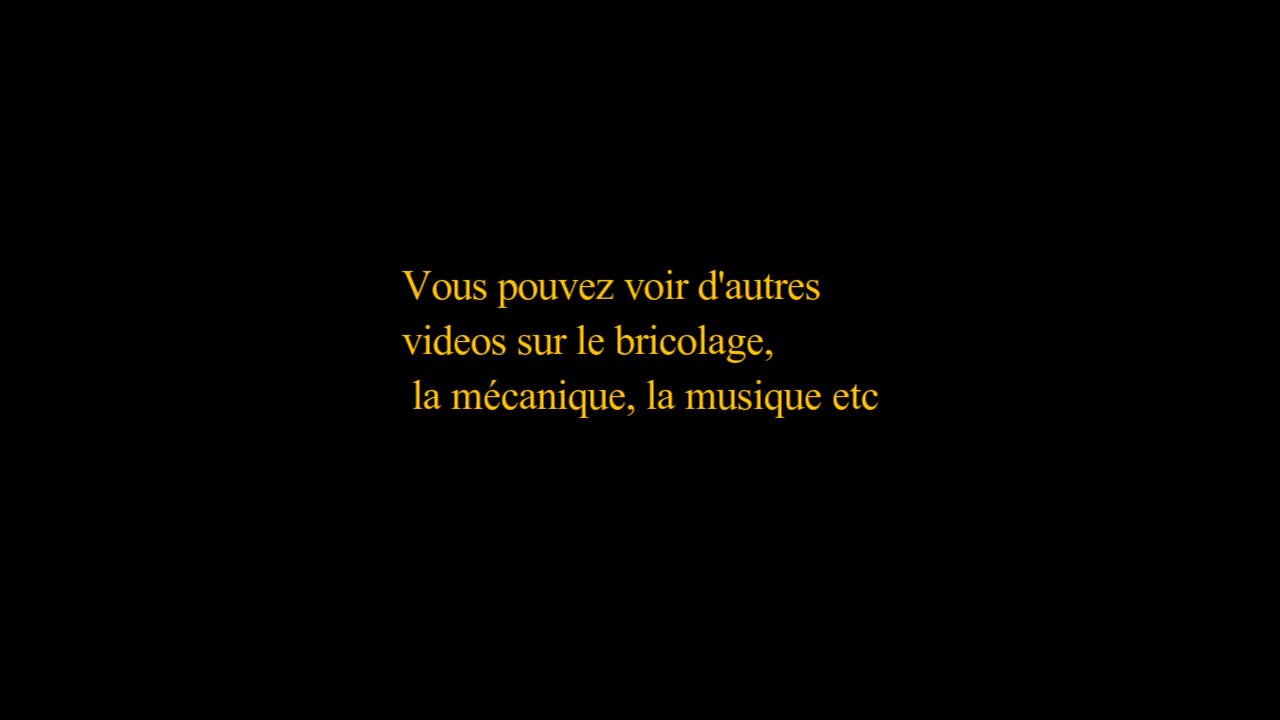 Vous pouvez voir d'autres
videos sur le bricolage,
la mécanique, la musique etc